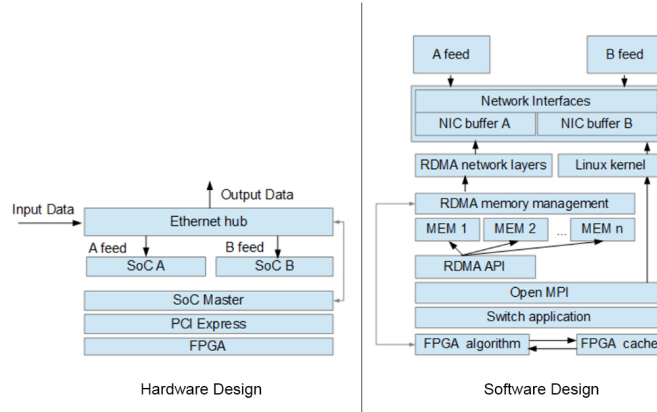 Input Data
Output Data
Ethernet hub
A feed
B feed
SoC A
SoC B
SoC Master
PCI Express
FPGA
Hardware Design
A feed
B feed
Network Interfaces
NIC buffer A
NIC buffer B
RDMA network layers
Linux kernel
RDMA memory management
MEM 1
MEM 2
...
MEM n
RDMA API
Open MPI
Switch application
FPGA algorithm
FPGA cache
Software Design